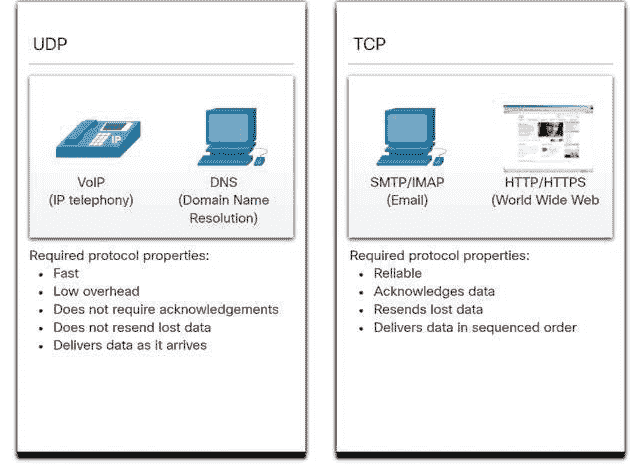 UDP
IP
VoIP
(IP telephony)
DNS
(Domain Name
Resolution)
Required protocol properties:
• Fast
• Low overhead
• Does not require acknowledgements
• Does not resend lost data
• Delivers data as it arrives
TCP
SMTP/IMAP
(Email)
HTTP/HTTPS
(World Wide Web
Required protocol properties:
• Reliable
• Acknowledges data
• Resends lost data
• Delivers data in sequenced order